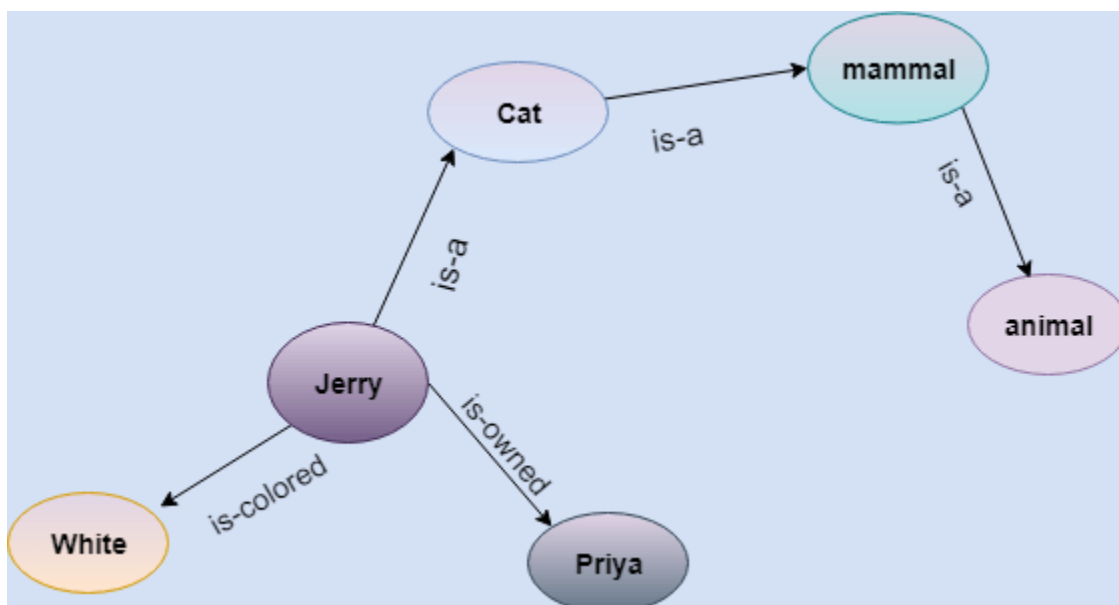 mammal
Cat
is-a
is-a
is-a
animal
Jerry
is-owned
is-colored
White
Priya